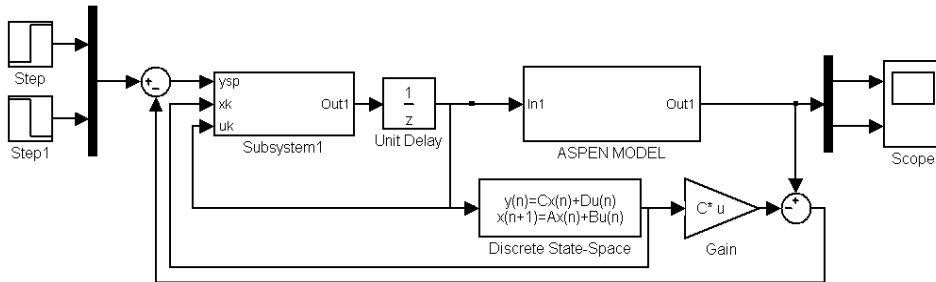 Step
Step1
ysp
xk
uk
Out1
Subsystem1
1
z
Unit Delay
In1
Out1
ASPEN MODEL
Scope
y(n)=Cx(n)+Du(n)
x(n+1)=Ax(n)+Bu(n)
Discrete State-Space
C* u
Gain